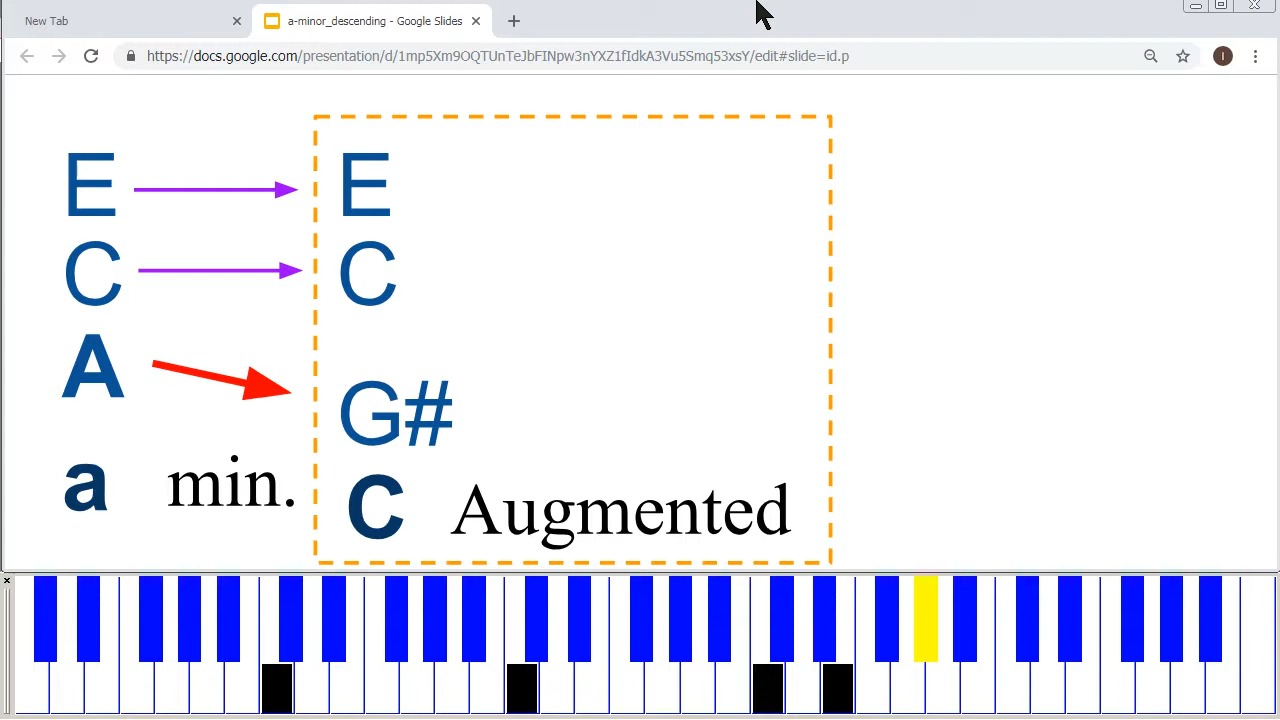 New Tab
a-minor_descending - Google Slides
https://docs.google.com/presentation/d/1mp5Xm9OQTUnTeJbFINpw3nYXZ1fIdkA3Vu5Smq53xsY/edit#slide=id.p
I
E E
C C
A
G#
a min.
C Augmented